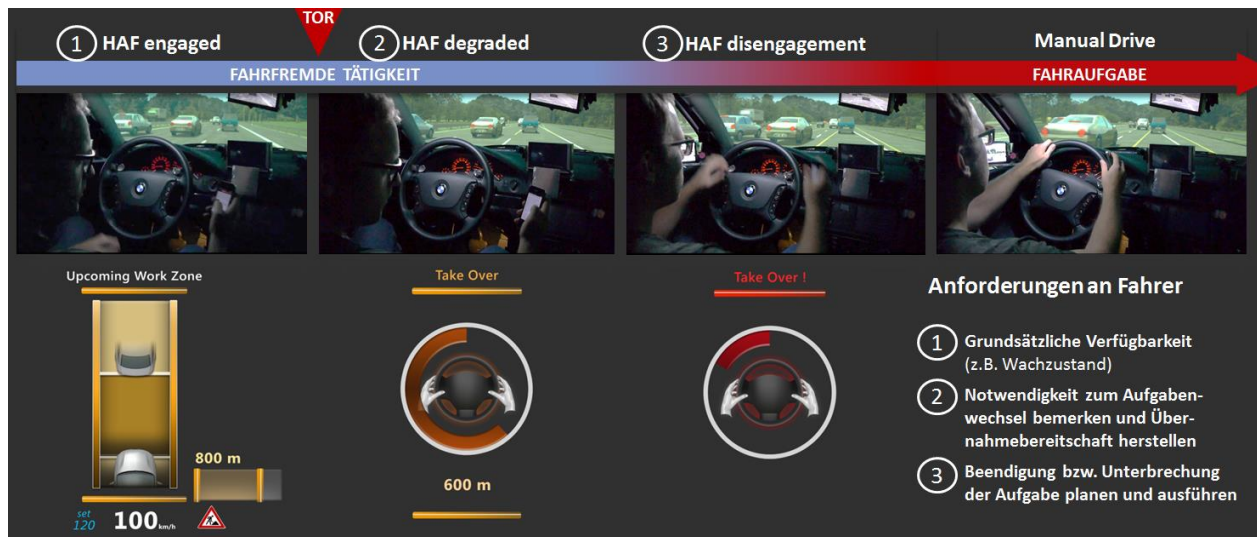 TOR
1 HAF engaged
2 HAF degraded
3 HAF disengagement
Manual Drive
FAHRFREMDE TÄTIGKEIT
FAHRAUFGABE
Upcoming Work Zone
800 m
set
120
100 km/h
Take Over
600 m
Take Over !
Anforderungen an Fahrer
1 Grundsätzliche Verfügbarkeit
(z.B. Wachzustand)
2 Notwendigkeit zum Aufgaben-
wechsel bemerken und Über-
nahmebereitschaft herstellen
3 Beendigung bzw. Unterbrechung
der Aufgabe planen und ausführen